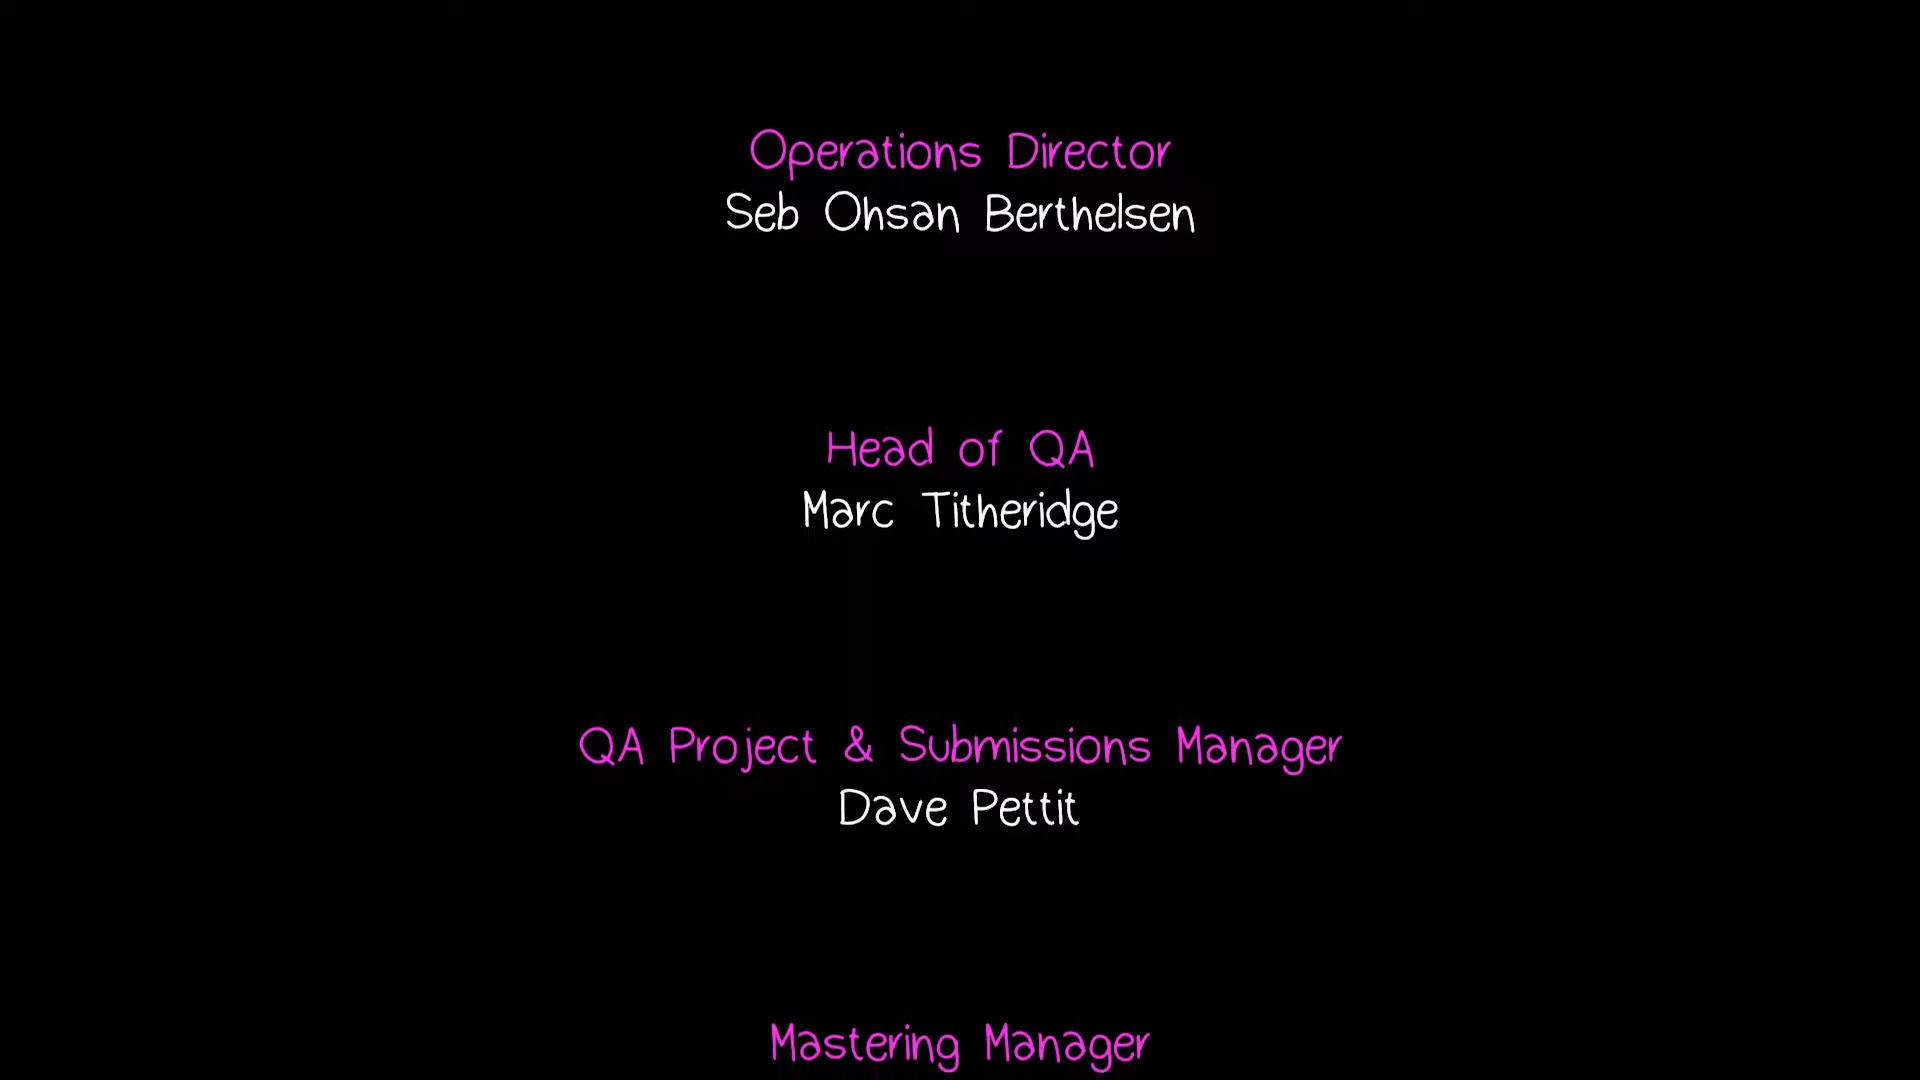 Operations Director
Seb Ohsan Berthelsen
Head of QA
Marc Titheridge
QA Project & Submissions Manager
Dave Pettit
Mastering Manager